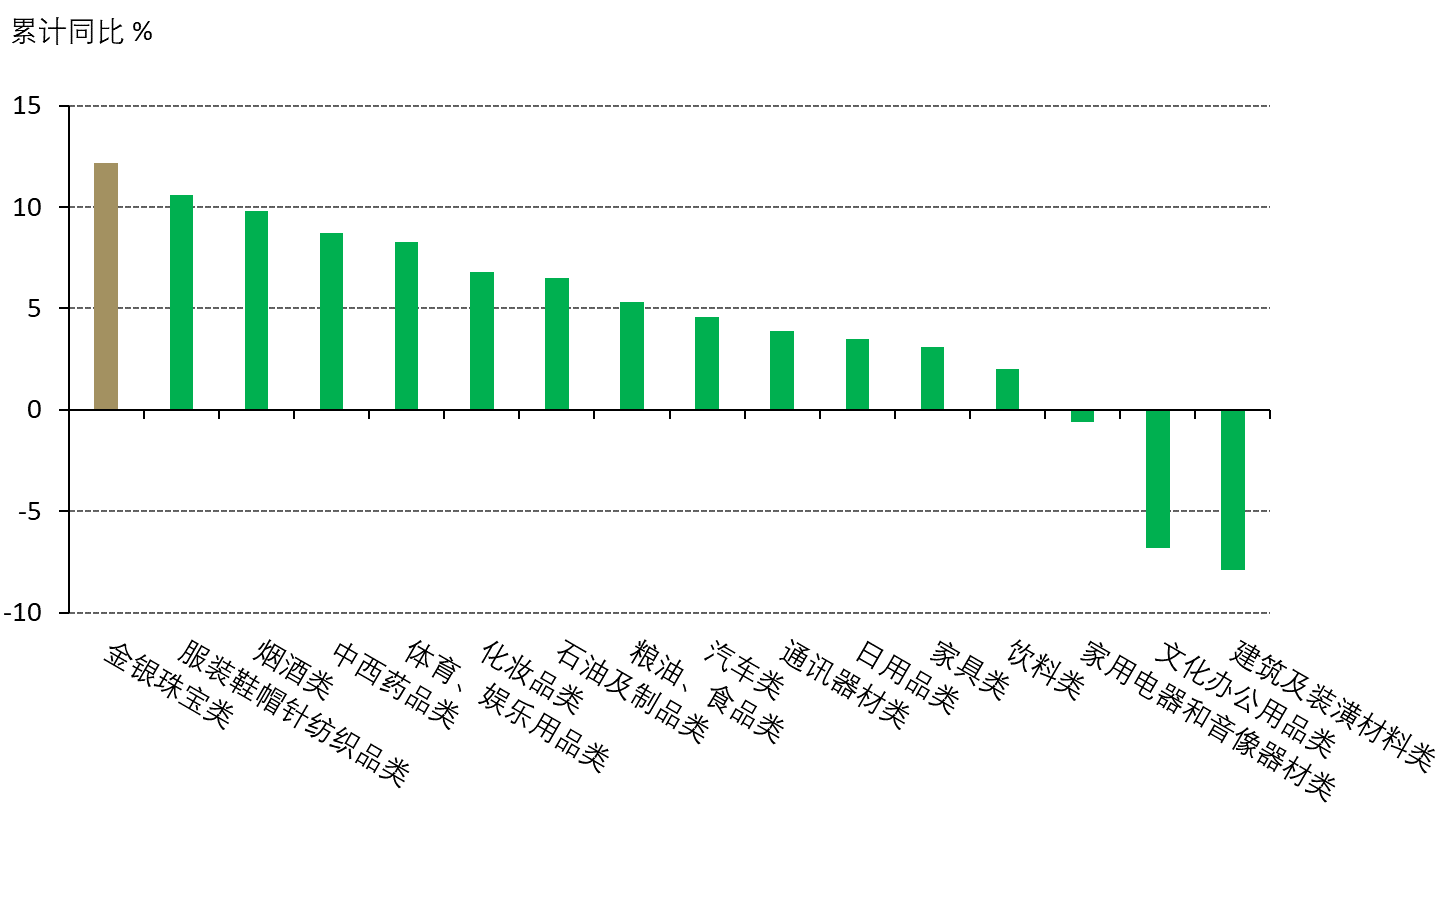 累计同比 %
15
10
5
0
-5
-10
金银珠宝类
服装鞋帽针纺织品类
烟酒类
中西药品类
体育、
娱乐用品类
化妆品类
石油及制品类
粮油、食品类
汽车类
通讯器材类
日用品类
家具类
饮料类
家用电器和音像器材类
文化办公用品类
建筑及装潢材料类